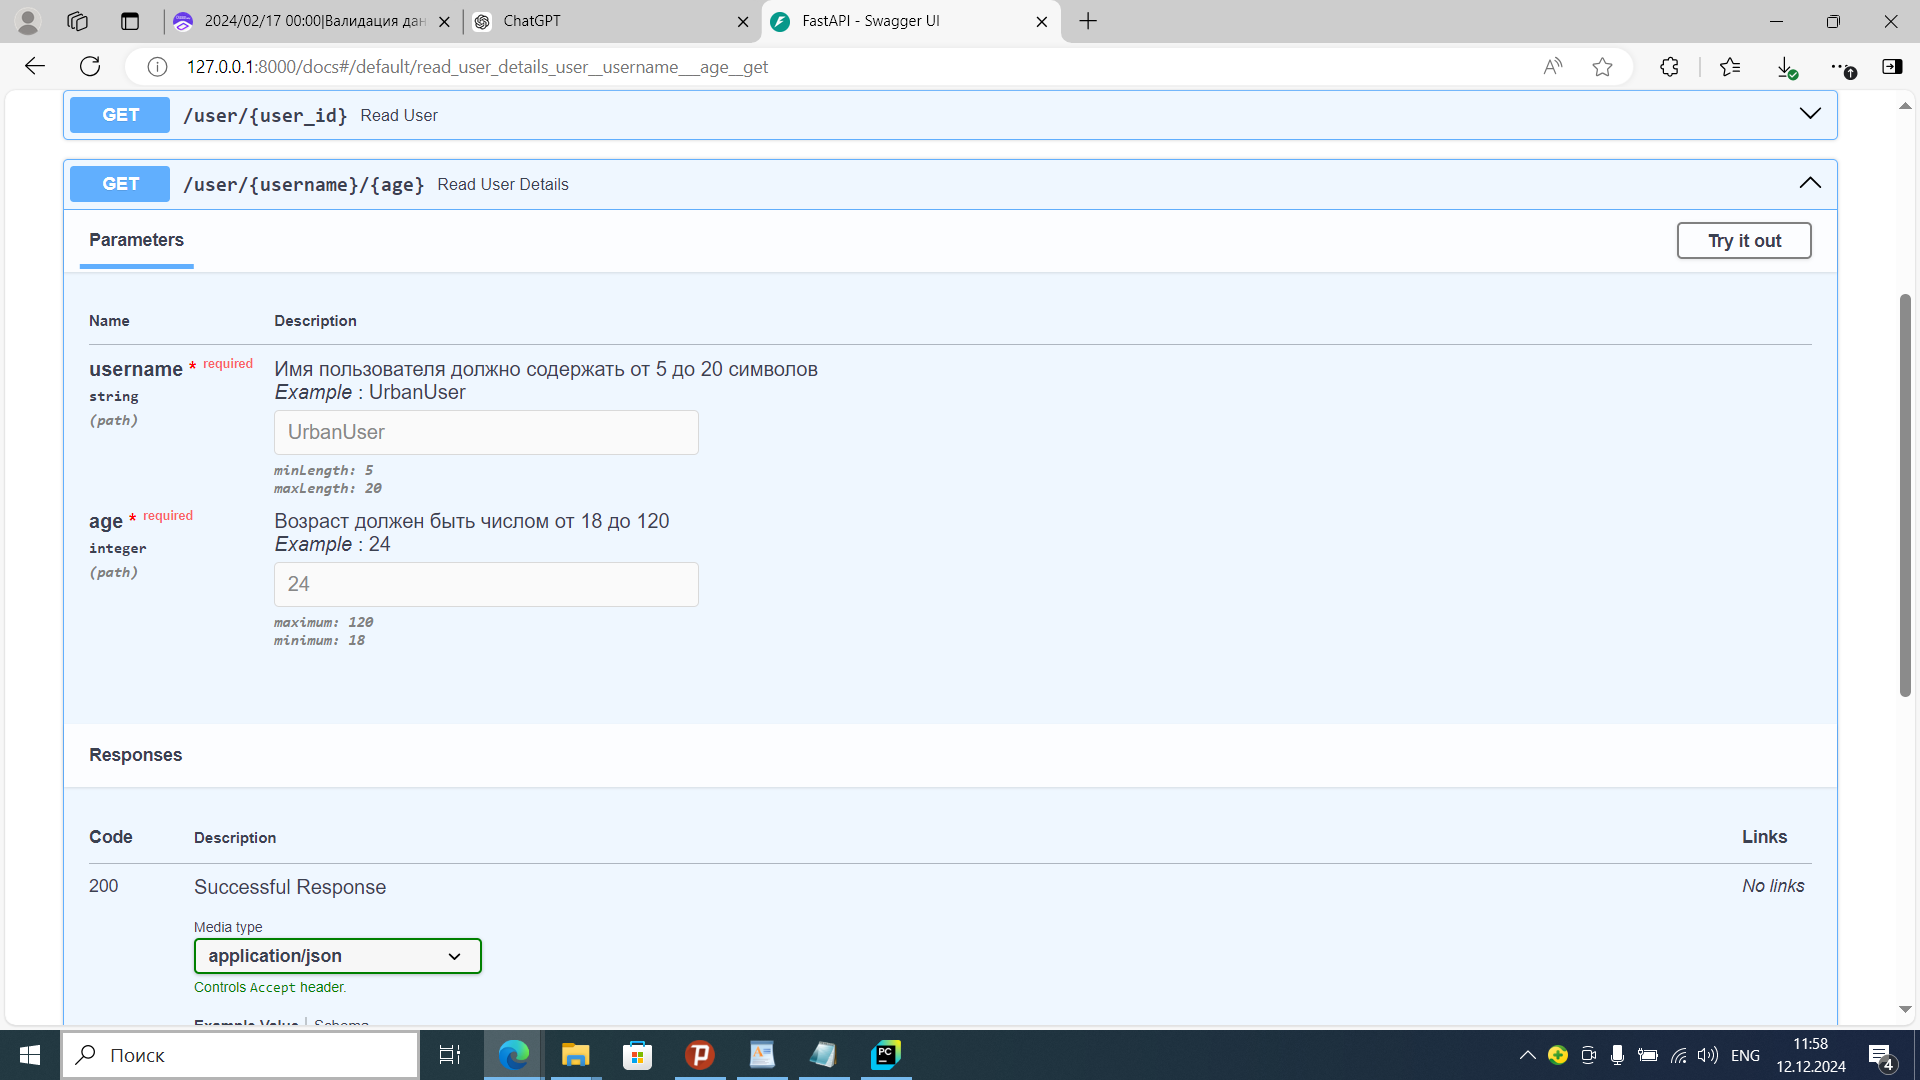 2024/02/17 00:00|Валидация дан
ChatGPT
FastAPI - Swagger UI
127.0.0.1:8000/docs#/default/read_user_details_user__username___age__get
GET /user/{user_id} Read User
GET /user/{username}/{age} Read User Details
Parameters
Try it out
Name Description
username * required
string
(path)
Имя пользователя должно содержать от 5 до 20 символов
Example : UrbanUser
UrbanUser
minLength: 5
maxLength: 20
age * required
integer
(path)
Возраст должен быть числом от 18 до 120
Example : 24
24
maximum: 120
minimum: 18
Responses
Code Description Links
200 Successful Response No links
Media type
application/json
Controls Accept header.
Example Value | Schema
Поиск
PC
ENG
11:58
12.12.2024
4